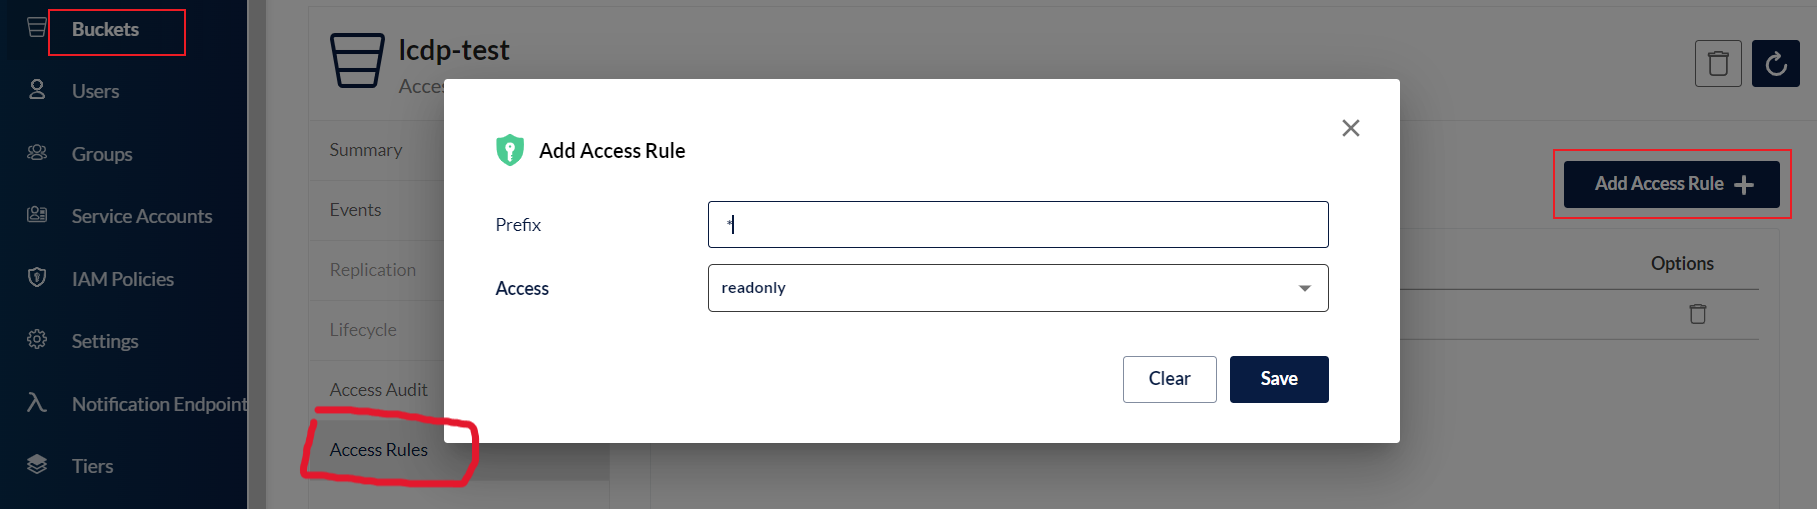 Buckets
Users
Groups
Service Accounts
IAM Policies
Settings
Notification Endpoint
Tiers
lcdp-test
Acce
Summary
Events
Replication
Lifecycle
Access Audit
Access Rules
Add Access Rule
Prefix
*
Access
readonly
Clear
Save
Add Access Rule
Options